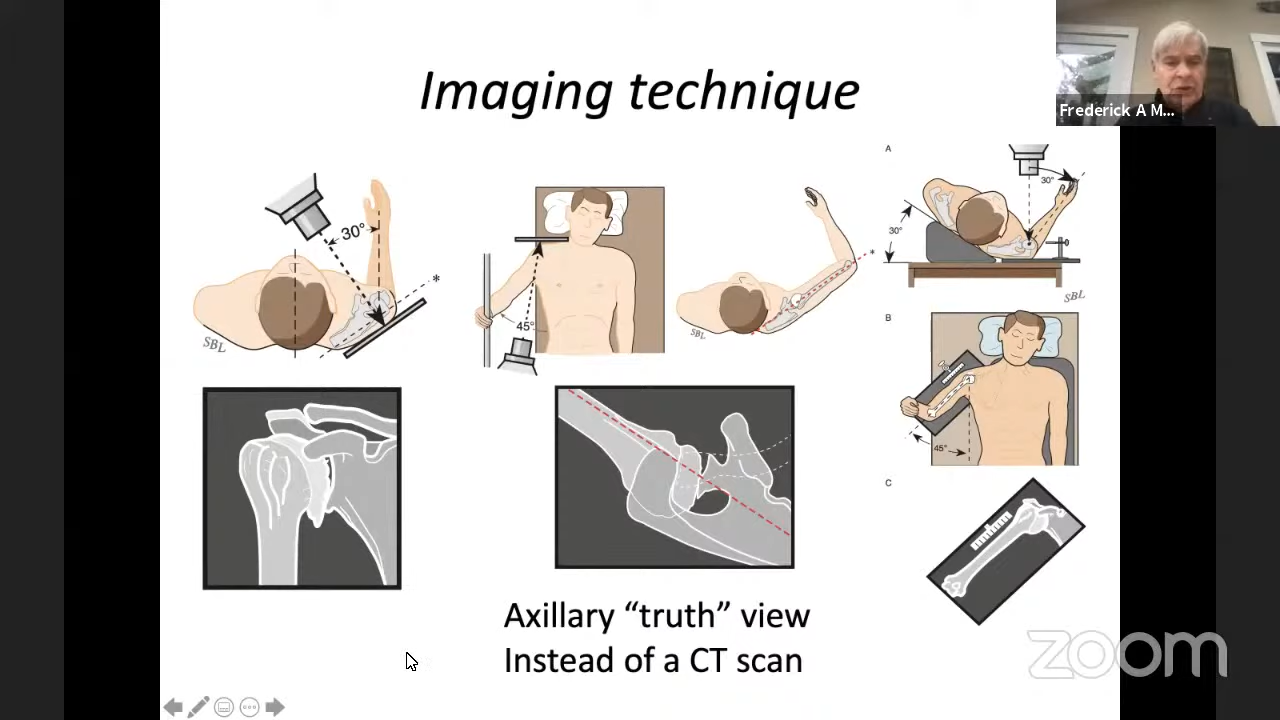 Imaging technique
Frederick A M...
30°
*
SBL
45°
*
SBL
A
30°
30°
SBL
B
45°
C
Axillary “truth” view
Instead of a CT scan
zoom